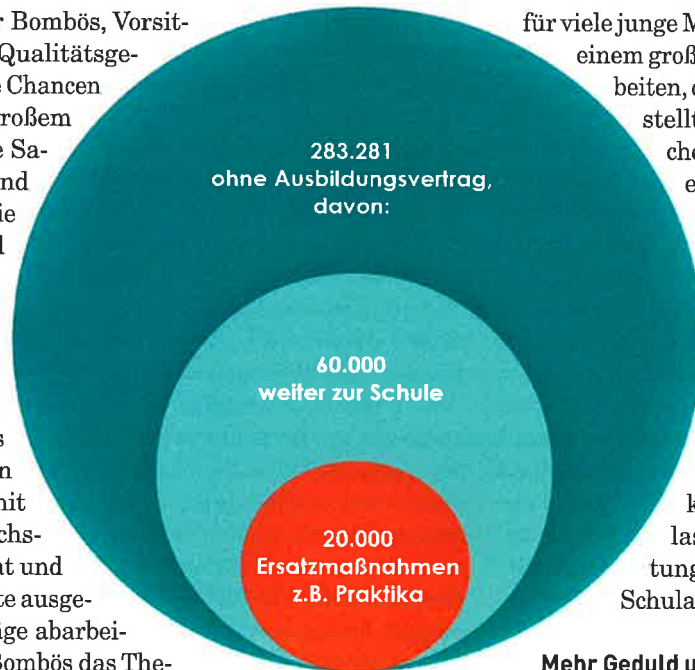 r Bombös, Vorsit-
Qualitätsge-
e Chancen
roßem
e Sa-
nd
ie
s
n
nit
chs-
at und
te ausge-
ige abarbei-
Bombös das The-
283.281
ohne Ausbildungsvertrag,
davon:
60.000
weiter zur Schule
20.000
Ersatzmaßnahmen
z.B. Praktika
für viele junge M
einem groß
beiten,
stellt
che
e
k
las
tung
Schula
Mehr Geduld u